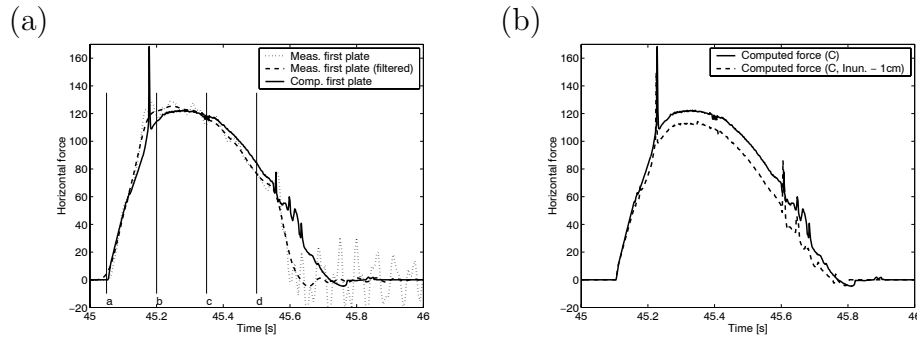 (a)
160
140
120
100
80
60
40
20
0
−20
Horizontal force
Meas. first plate
Meas. first plate (filtered)
Comp. first plate
a
b
c
d
45
45.2
45.4
45.6
45.8
46
Time [s]
(b)
160
140
120
100
80
60
40
20
0
−20
Horizontal force
Computed force (C)
Computed force (C, Inun. − 1cm)
45
45.2
45.4
45.6
45.8
46
Time [s]